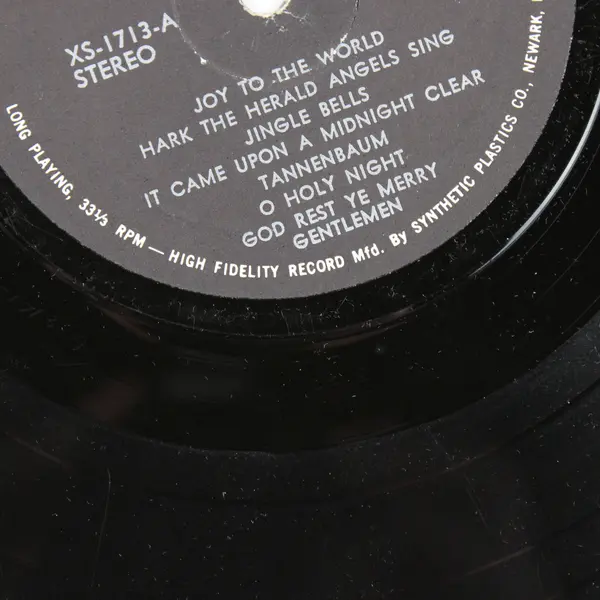 XS-1713-A
STEREO
JOY TO THE WORLD
HARK THE HERALD ANGELS SING
JINGLE BELLS
IT CAME UPON A MIDNIGHT CLEAR
TANNENBAUM
O HOLY NIGHT
GOD REST YE MERRY
GENTLEMEN
LONG PLAYING, 33⅓ RPM — HIGH FIDELITY RECORD Mfd. By SYNTHETIC PLASTICS CO., NEWARK,